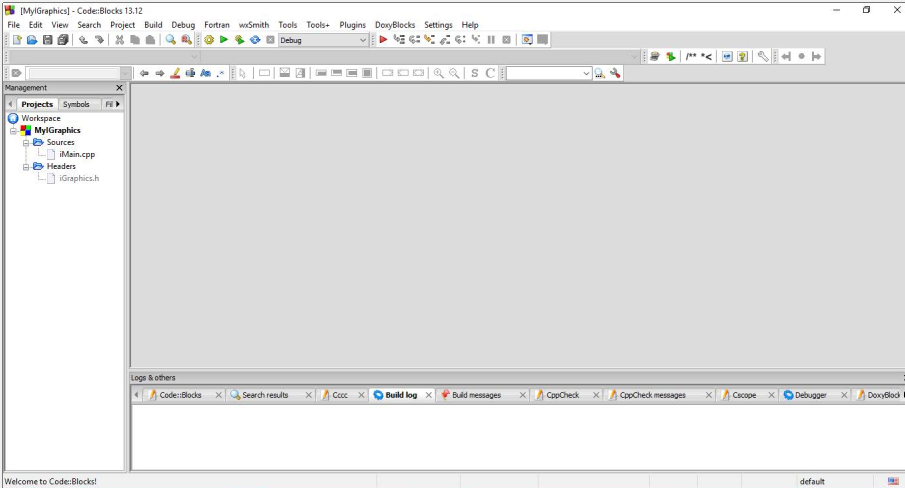 [MyIGraphics] - Code::Blocks 13.12
File Edit View Search Project Build Debug Fortran wxSmith Tools Tools+ Plugins DoxyBlocks Settings Help
Debug
/** *<
S C
Management
Projects Symbols Fil
Workspace
MyIGraphics
Sources
iMain.cpp
Headers
iGraphics.h
Logs & others
Code::Blocks Search results Cccc Build log Build messages CppCheck CppCheck messages Cscope Debugger DoxyBlock
Welcome to Code::Blocks! default